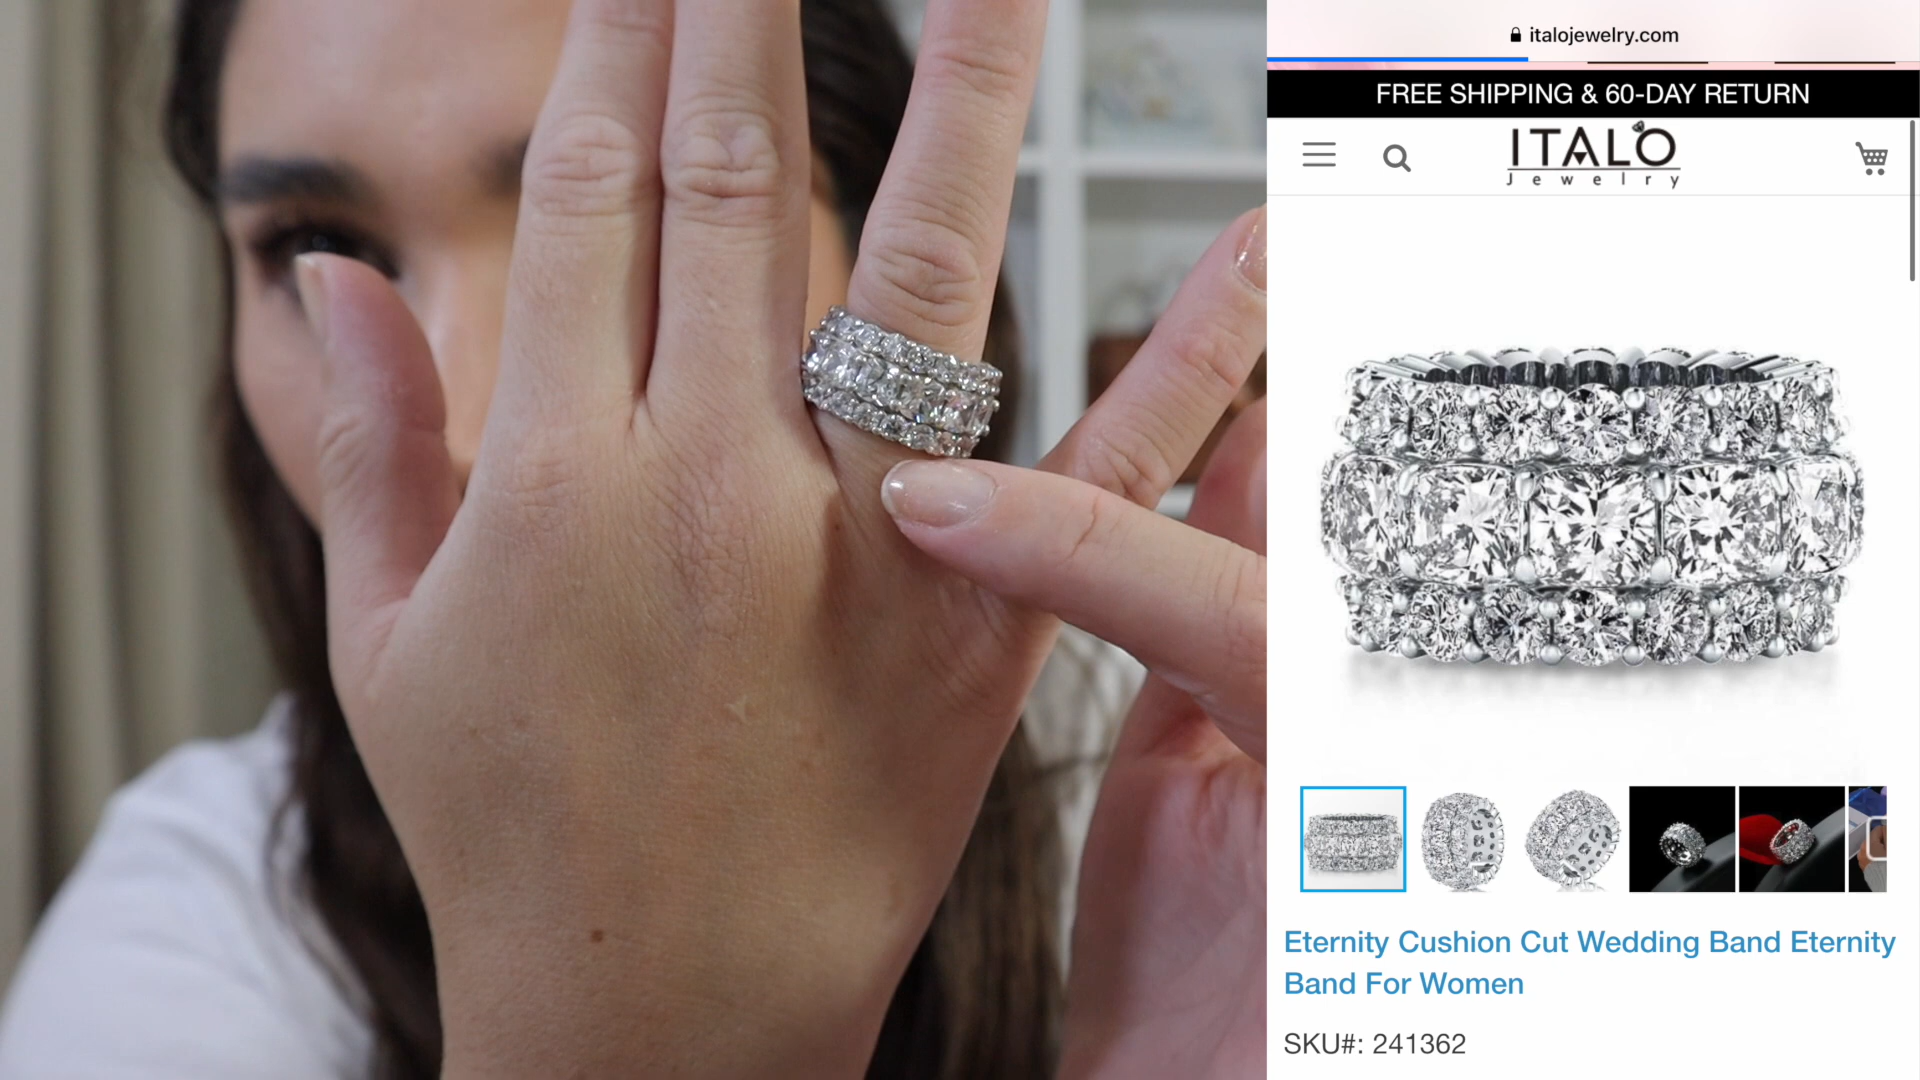 italojewelry.com
FREE SHIPPING & 60-DAY RETURN
ITALO
Jewelry
Eternity Cushion Cut Wedding Band Eternity
Band For Women
SKU#: 241362